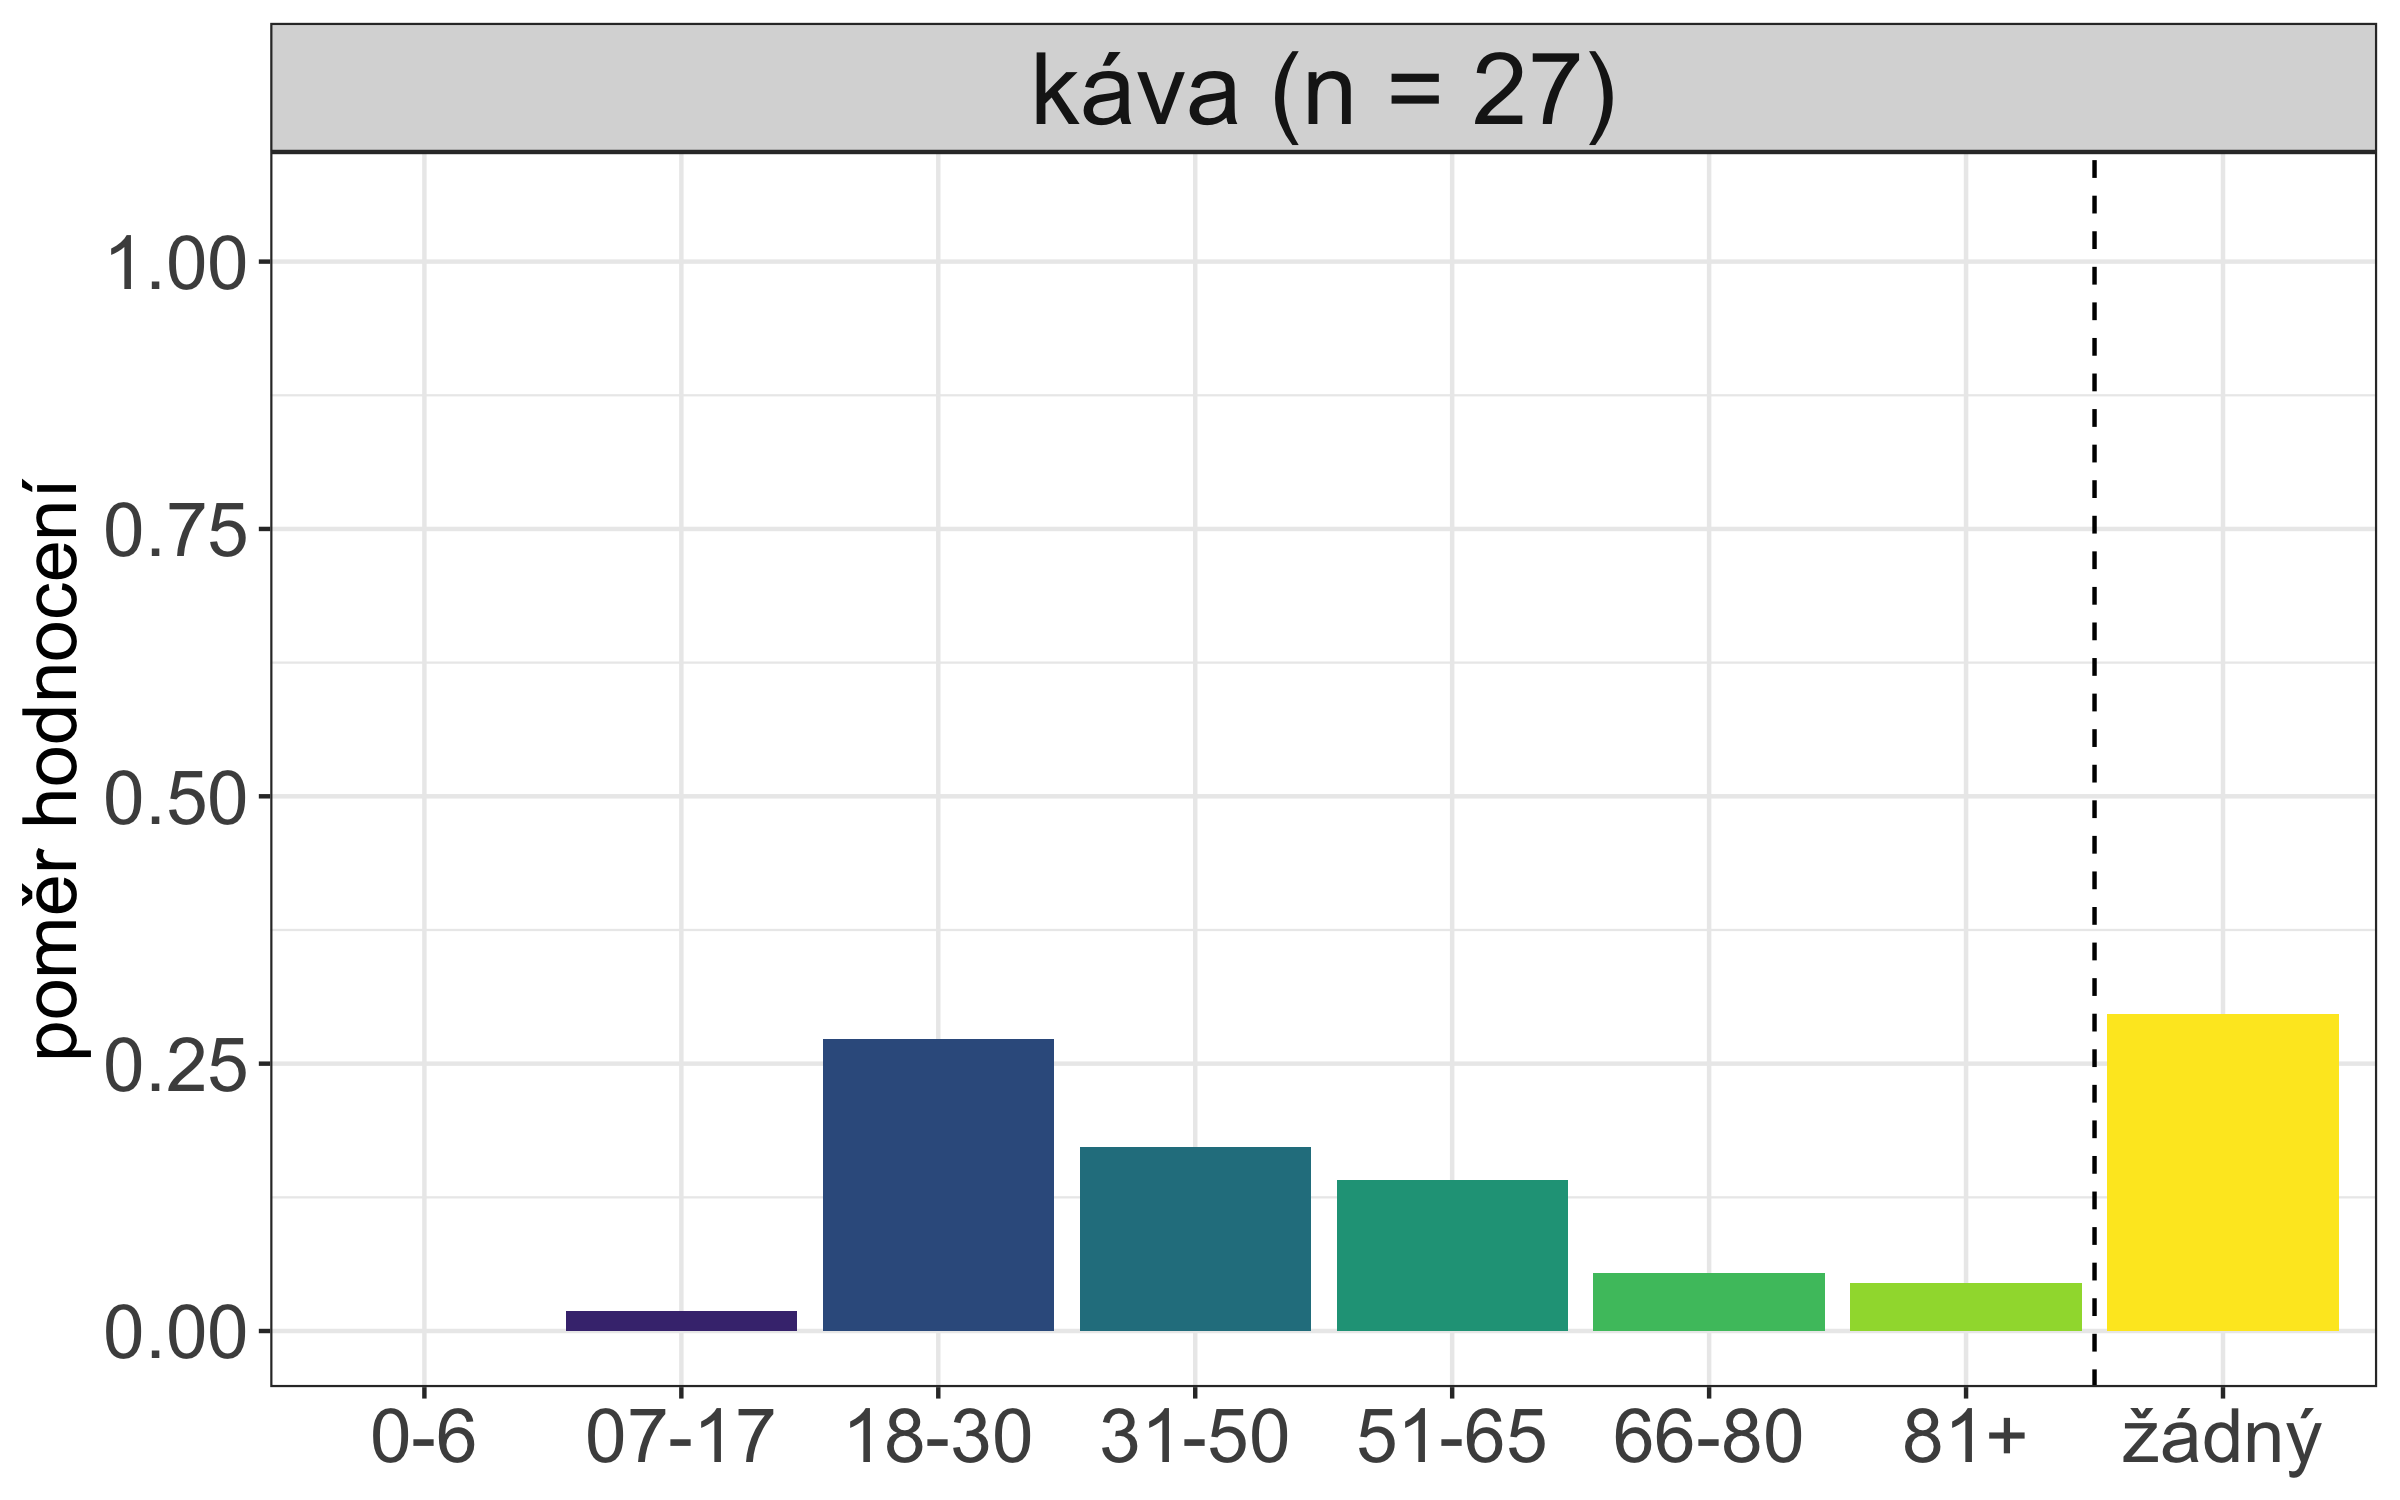 káva (n = 27)
poměr hodnocení
1.00
0.75
0.50
0.25
0.00
0-6 07-17 18-30 31-50 51-65 66-80 81+ žádný